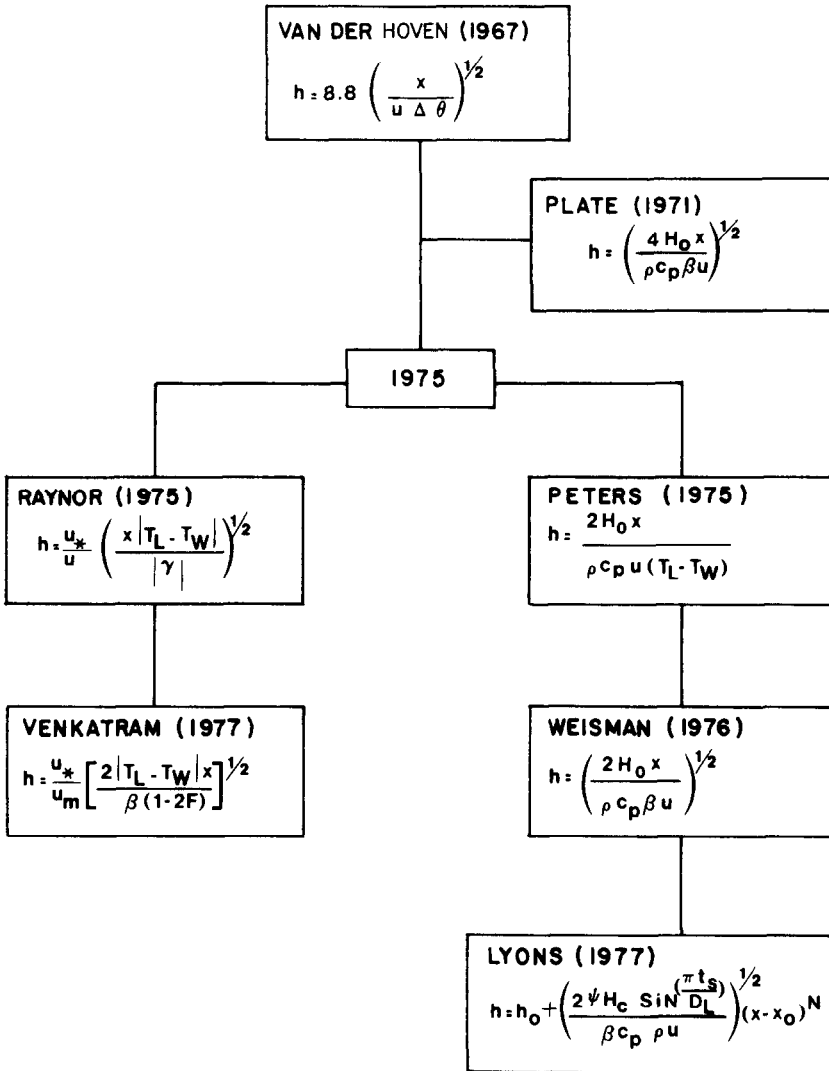 VAN DER HOVEN (1967)
h = 8.8 ( x / u Δ θ )^1/2
PLATE (1971)
h = ( 4 H₀ x / ρ c_p β u )^1/2
1975
RAYNOR (1975)
h = u_* / u ( x |T_L - T_W| / |γ| )^1/2
PETERS (1975)
h = 2 H₀ x / ρ c_p u (T_L - T_W)
VENKATRAM (1977)
h = u_* / u_m [ 2 |T_L - T_W| x / β (1-2F) ]^1/2
WEISMAN (1976)
h = ( 2 H₀ x / ρ c_p β u )^1/2
LYONS (1977)
h = h₀ + ( 2 ψ H_c SiN (π t_s / D_L) / β c_p ρ u )^1/2 (x - x₀)^N